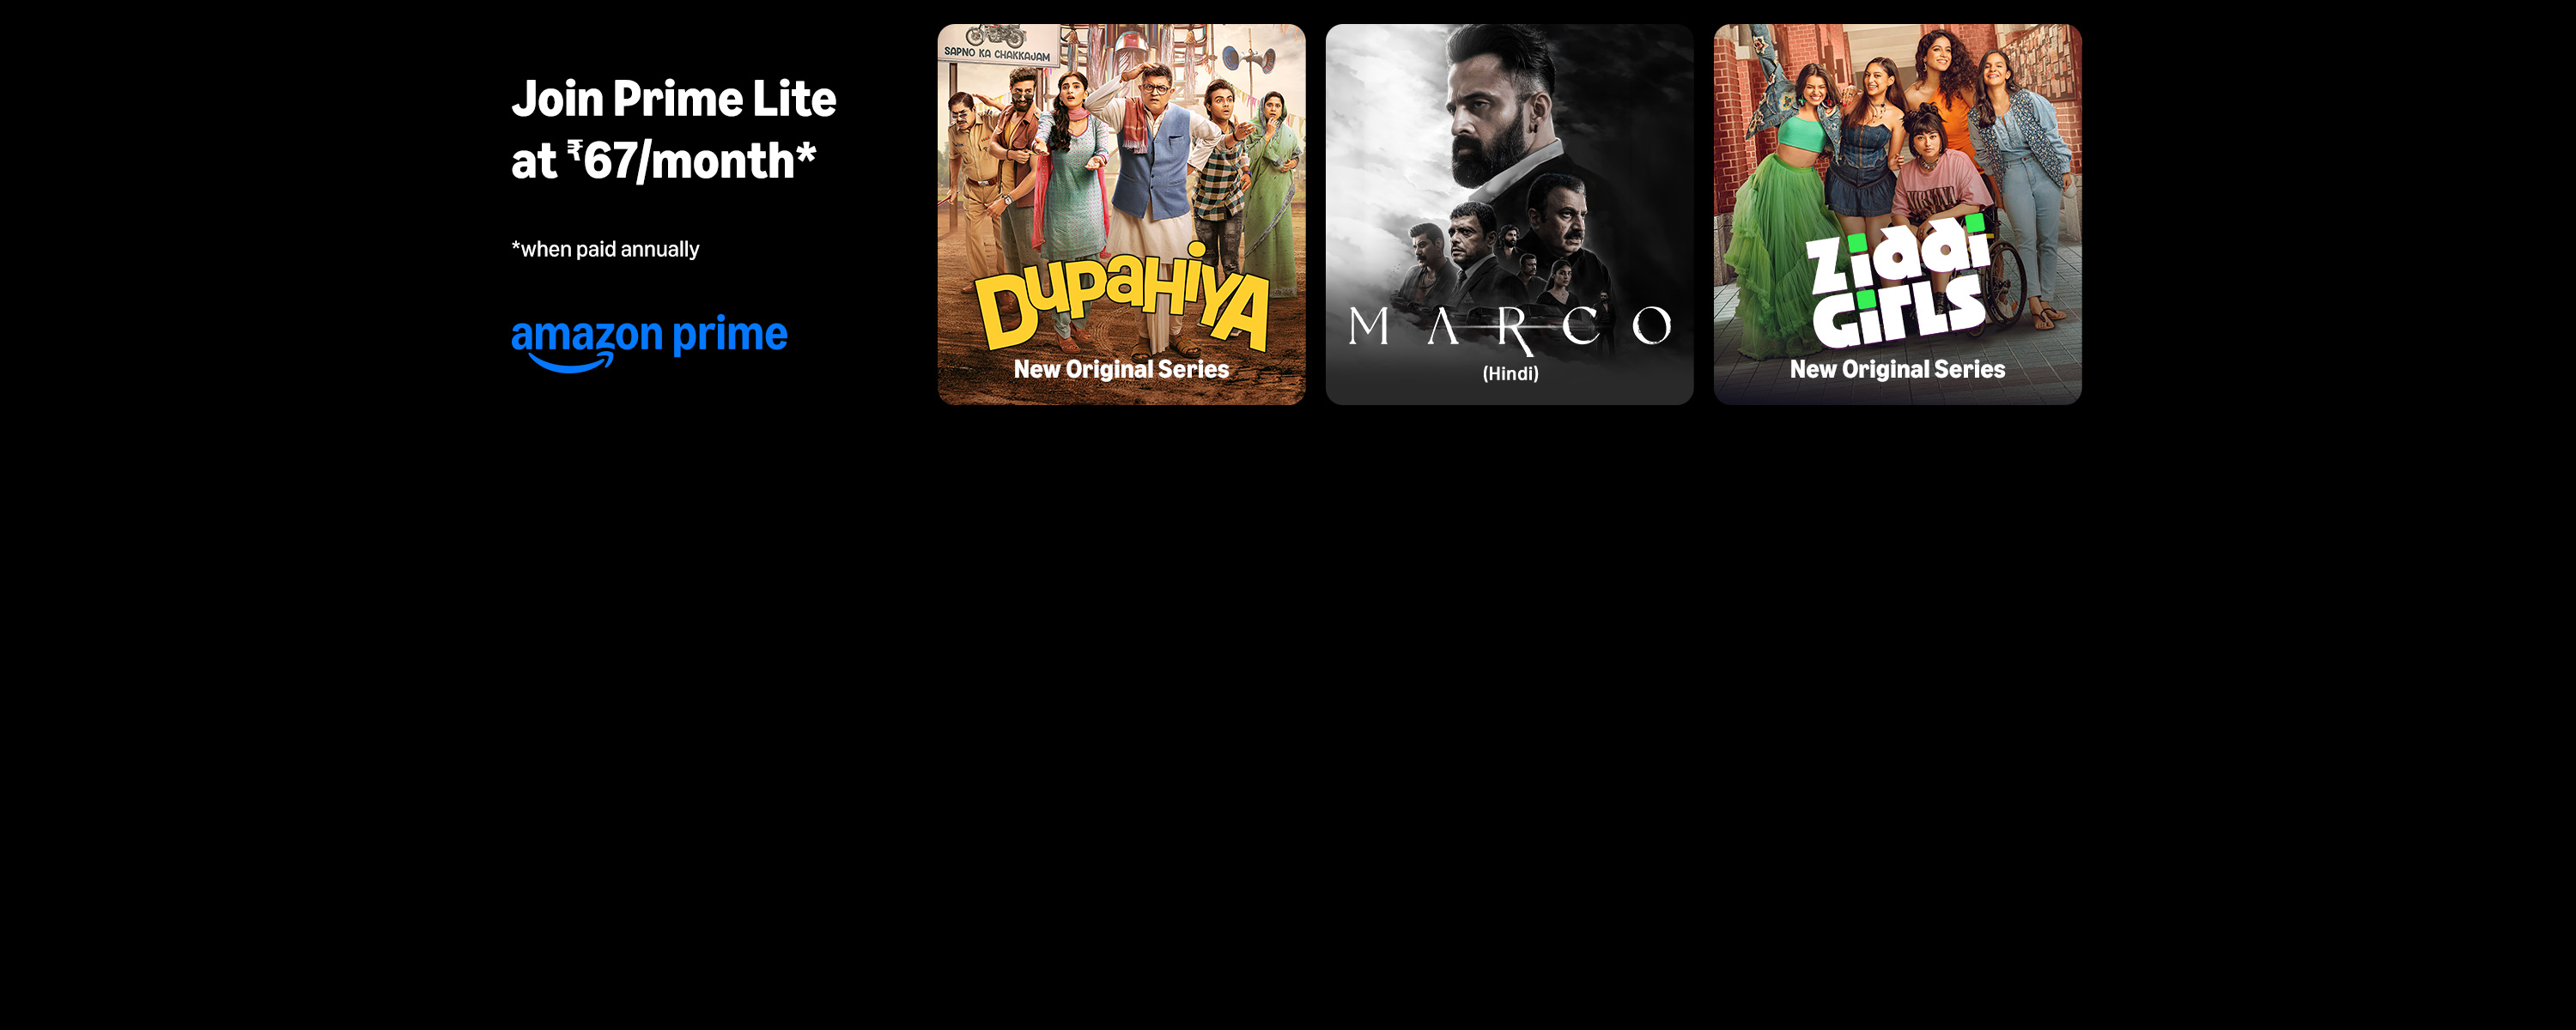 Join Prime Lite
at ₹67/month*
*when paid annually
amazon prime
SAPNO KA CHAKKAJAM
DUPAHIYA
New Original Series
MARCO
(Hindi)
Ziddi
GiRLS
New Original Series